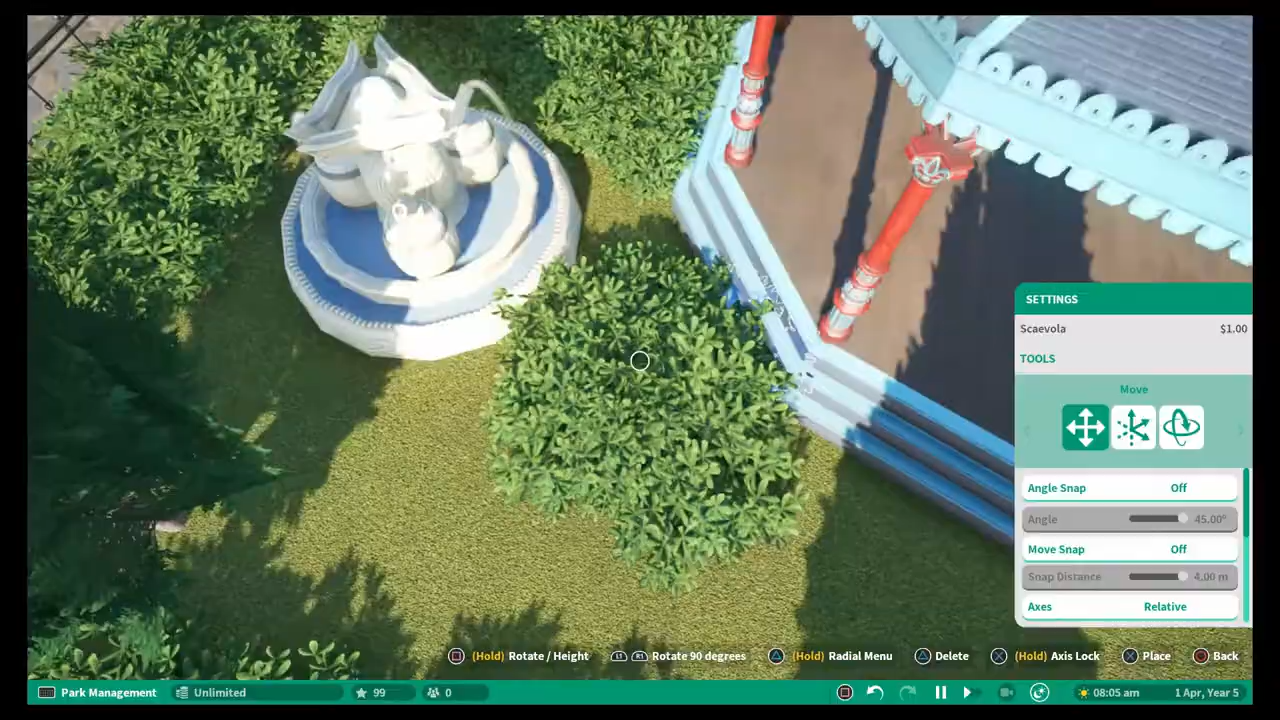 SETTINGS
Scaevola $1.00
TOOLS
Move
Angle Snap Off
Angle 45.00°
Move Snap Off
Snap Distance 4.00 m
Axes Relative
(Hold) Rotate / Height L1 R1 Rotate 90 degrees (Hold) Radial Menu Delete (Hold) Axis Lock Place Back
Park Management Unlimited 99 0 08:05 am 1 Apr, Year 5